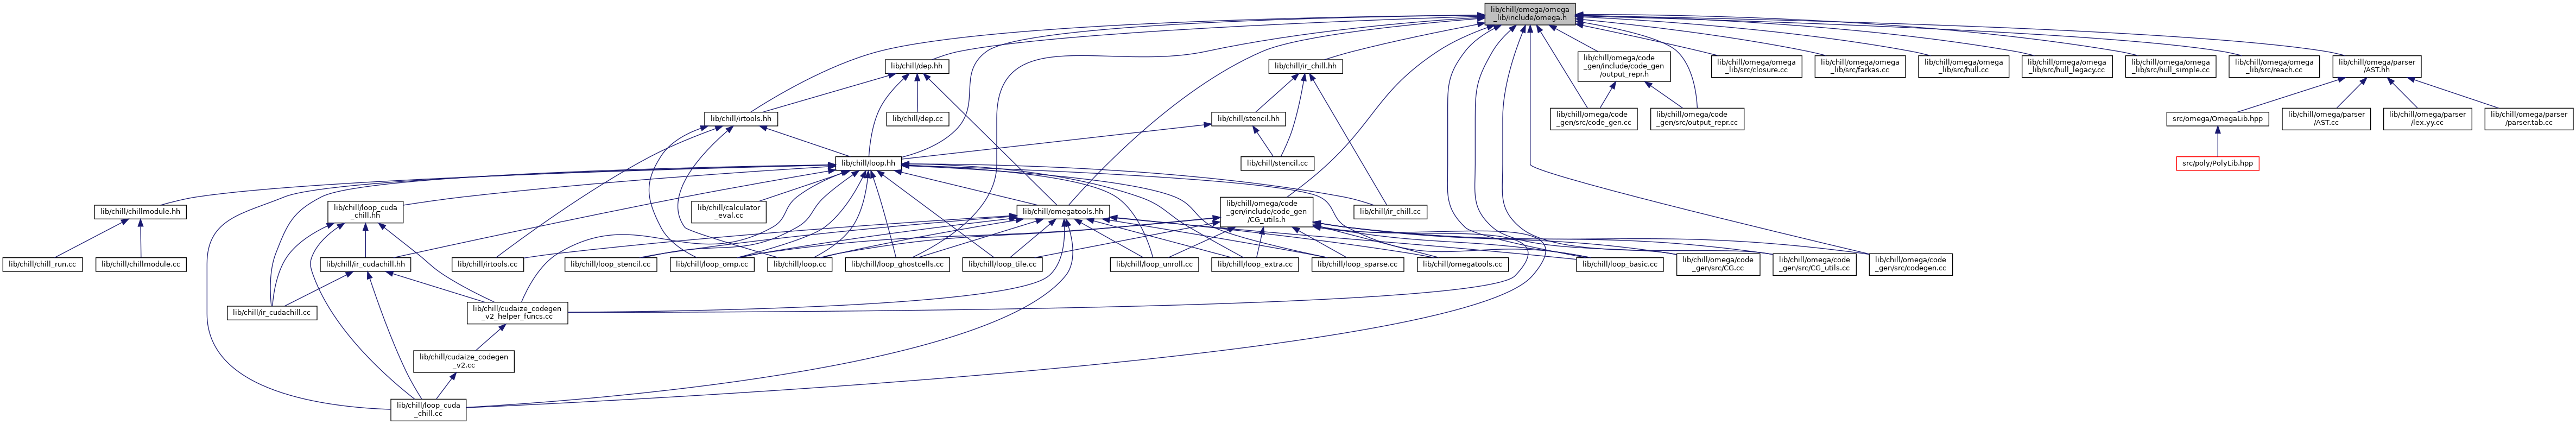 lib/chill/omega/omega
_lib/include/omega.h
lib/chill/dep.hh
lib/chill/ir_chill.hh
lib/chill/omega/code
_gen/include/code_gen
/output_repr.h
lib/chill/omega/omega
_lib/src/closure.cc
lib/chill/omega/omega
_lib/src/farkas.cc
lib/chill/omega/omega
_lib/src/hull.cc
lib/chill/omega/omega
_lib/src/hull_legacy.cc
lib/chill/omega/omega
_lib/src/hull_simple.cc
lib/chill/omega/omega
_lib/src/reach.cc
lib/chill/omega/parser
/AST.hh
lib/chill/irtools.hh
lib/chill/dep.cc
lib/chill/stencil.hh
lib/chill/omega/code
_gen/src/code_gen.cc
lib/chill/omega/code
_gen/src/output_repr.cc
src/omega/OmegaLib.hpp
lib/chill/omega/parser
/AST.cc
lib/chill/omega/parser
/lex.yy.cc
lib/chill/omega/parser
/parser.tab.cc
lib/chill/loop.hh
lib/chill/stencil.cc
src/poly/PolyLib.hpp
lib/chill/chillmodule.hh
lib/chill/loop_cuda
_chill.hh
lib/chill/calculator
_eval.cc
lib/chill/omegatools.hh
lib/chill/omega/code
_gen/include/code_gen
/CG_utils.h
lib/chill/ir_chill.cc
lib/chill/chill_run.cc
lib/chill/chillmodule.cc
lib/chill/ir_cudachill.hh
lib/chill/irtools.cc
lib/chill/loop_stencil.cc
lib/chill/loop_omp.cc
lib/chill/loop.cc
lib/chill/loop_ghostcells.cc
lib/chill/loop_tile.cc
lib/chill/loop_unroll.cc
lib/chill/loop_extra.cc
lib/chill/loop_sparse.cc
lib/chill/omegatools.cc
lib/chill/loop_basic.cc
lib/chill/omega/code
_gen/src/CG.cc
lib/chill/omega/code
_gen/src/CG_utils.cc
lib/chill/omega/code
_gen/src/codegen.cc
lib/chill/ir_cudachill.cc
lib/chill/cudaize_codegen
_v2_helper_funcs.cc
lib/chill/cudaize_codegen
_v2.cc
lib/chill/loop_cuda
_chill.cc